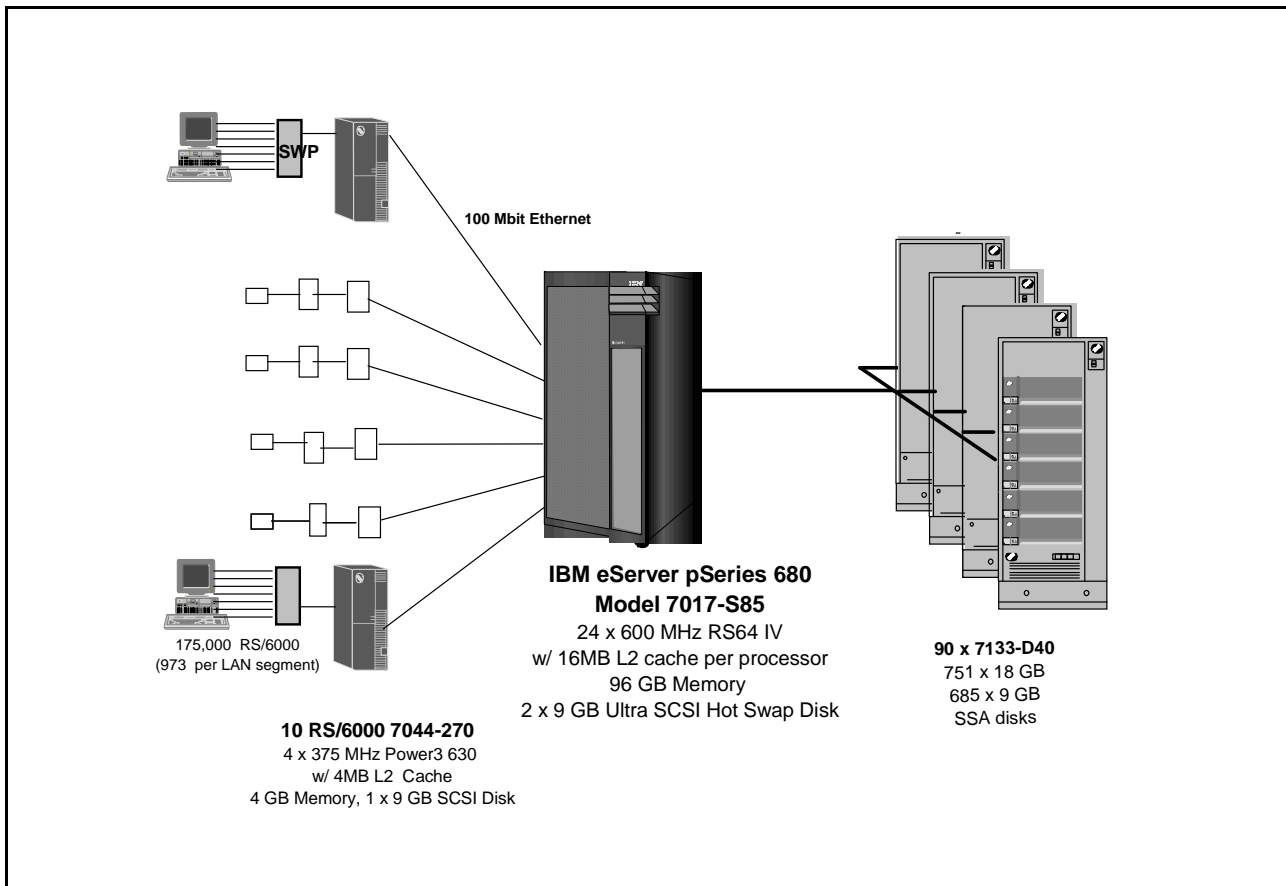 SWP
100 Mbit Ethernet
IBM eServer pSeries 680
Model 7017-S85
24 x 600 MHz RS64 IV
w/ 16MB L2 cache per processor
96 GB Memory
2 x 9 GB Ultra SCSI Hot Swap Disk
175,000 RS/6000
(973 per LAN segment)
10 RS/6000 7044-270
4 x 375 MHz Power3 630
w/ 4MB L2 Cache
4 GB Memory, 1 x 9 GB SCSI Disk
90 x 7133-D40
751 x 18 GB
685 x 9 GB
SSA disks